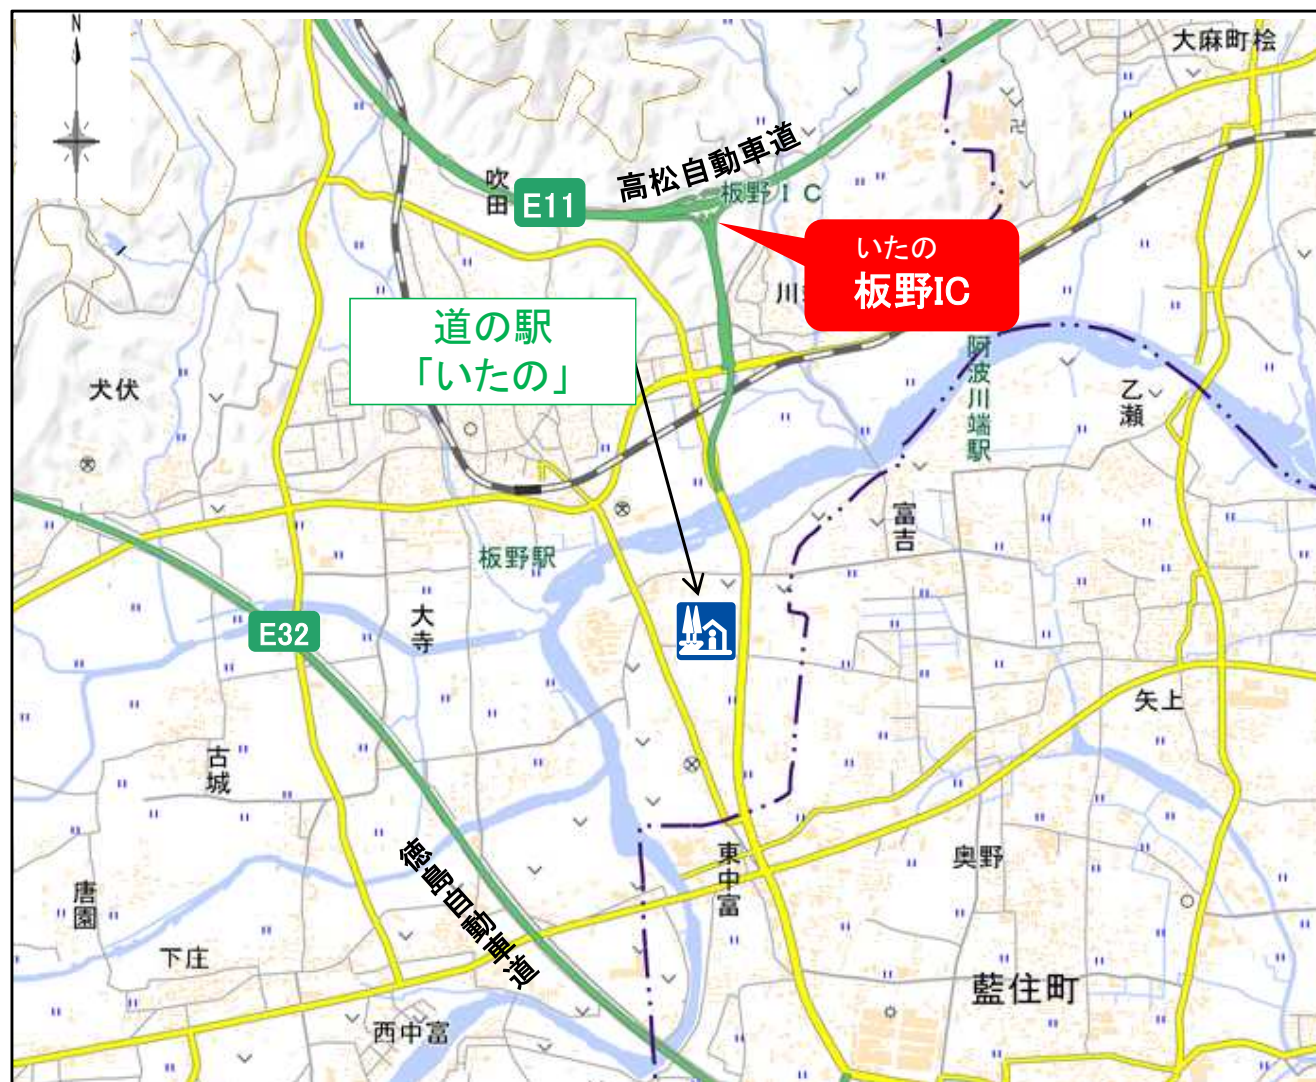 N
大麻町桧
高松自動車道
吹田
E11
板野IC
いたの
板野IC
川
道の駅
「いたの」
阿波川端駅
犬伏
乙瀬
富吉
板野駅
大寺
E32
矢上
古城
徳島自動車道
東中富
奥野
唐園
下庄
藍住町
西中富